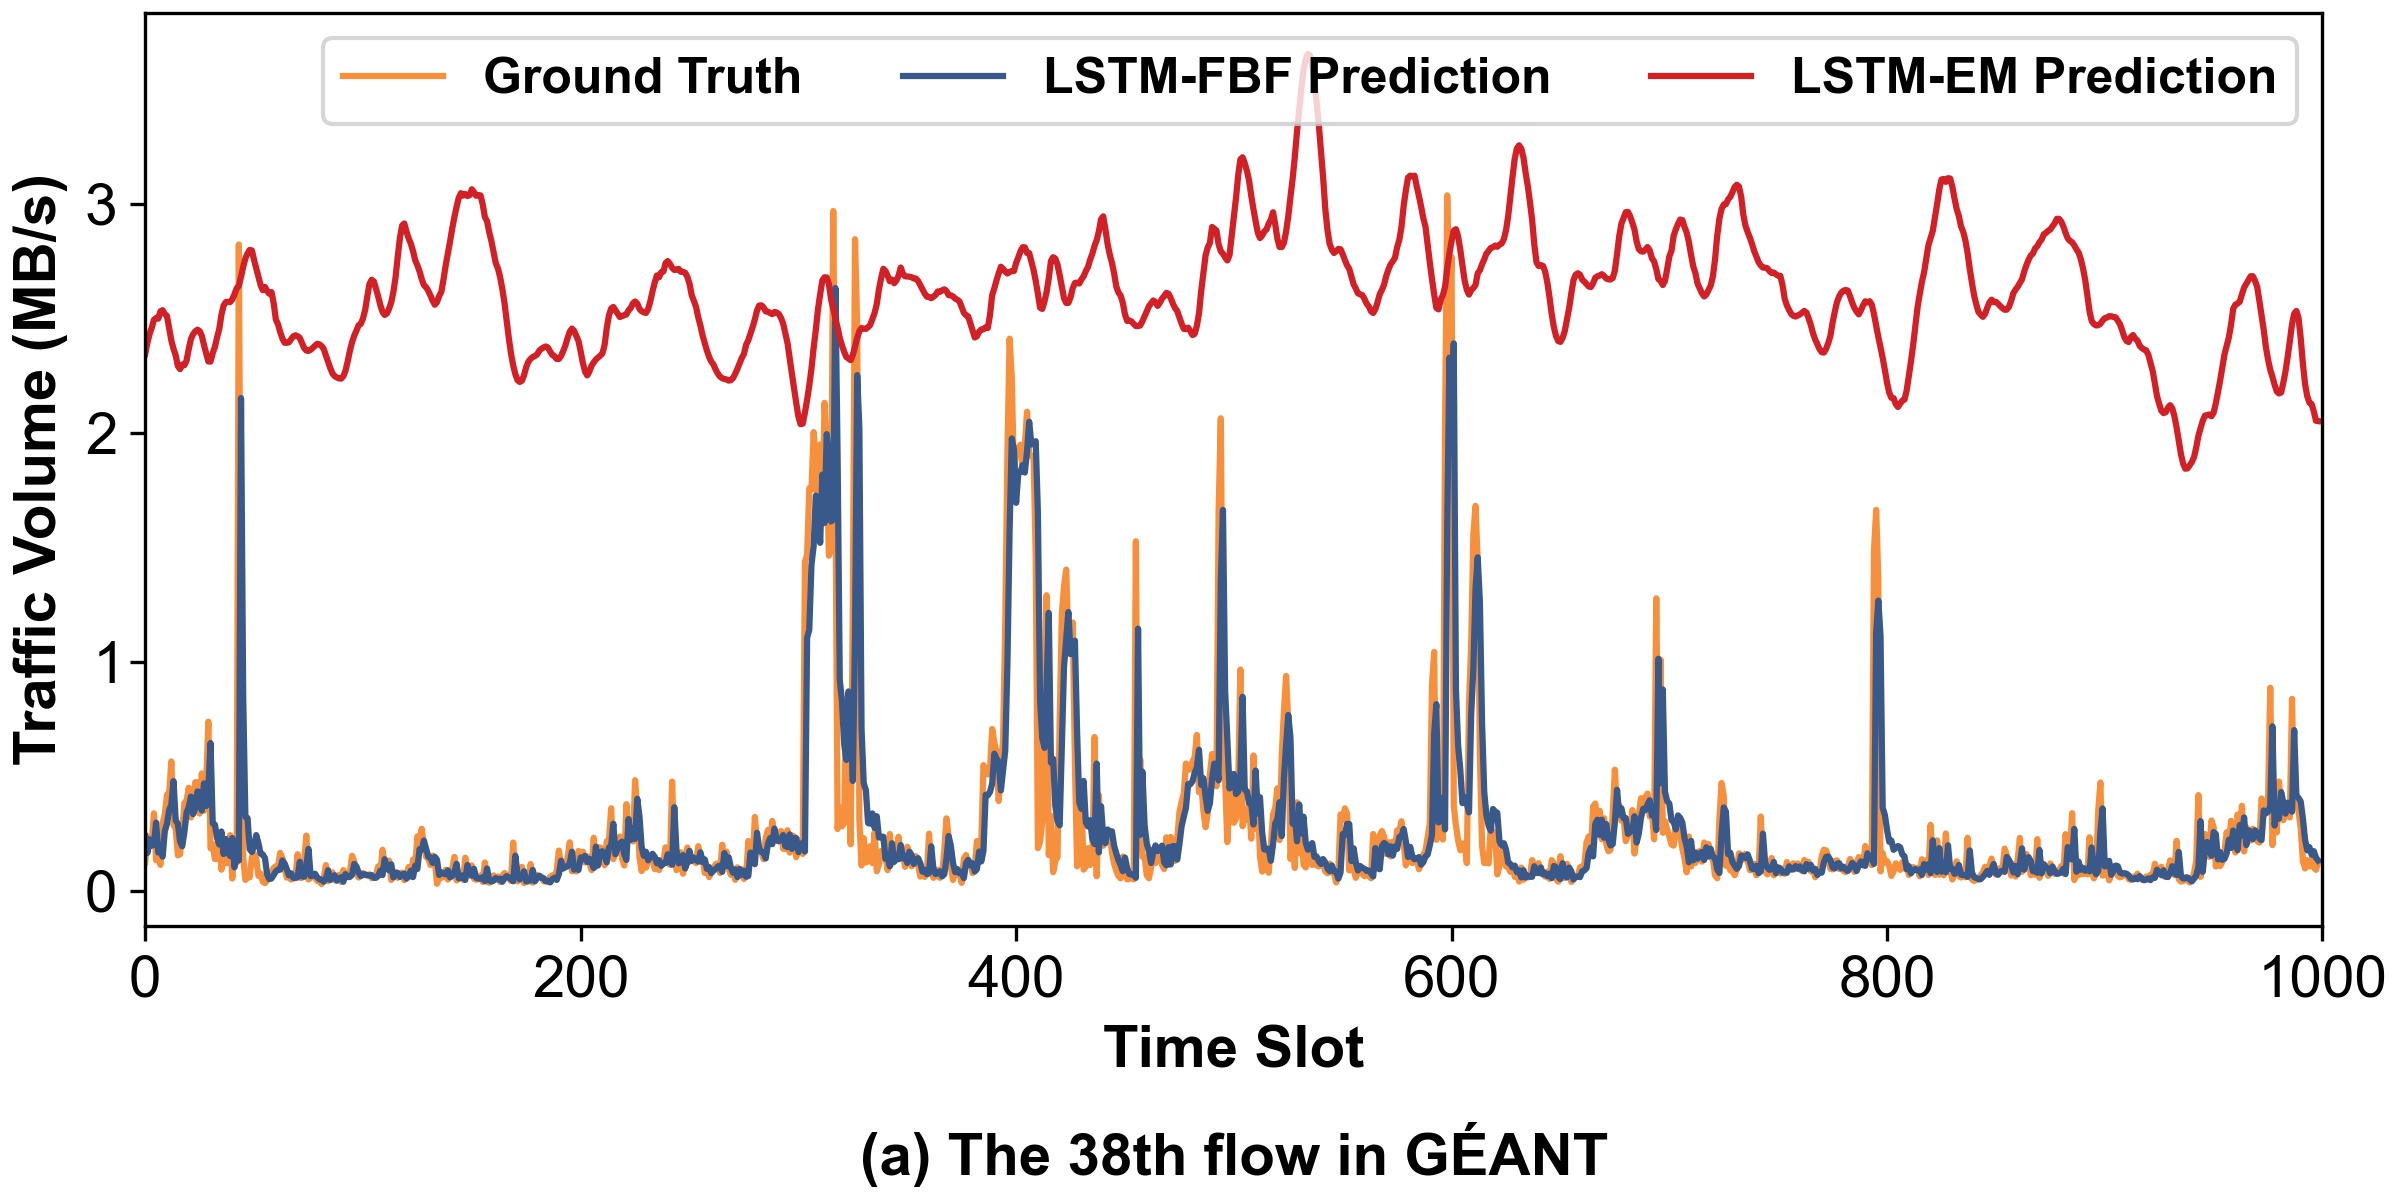 Ground Truth LSTM-FBF Prediction LSTM-EM Prediction
Traffic Volume (MB/s)
3
2
1
0
0 200 400 600 800 1000
Time Slot
(a) The 38th flow in GÉANT